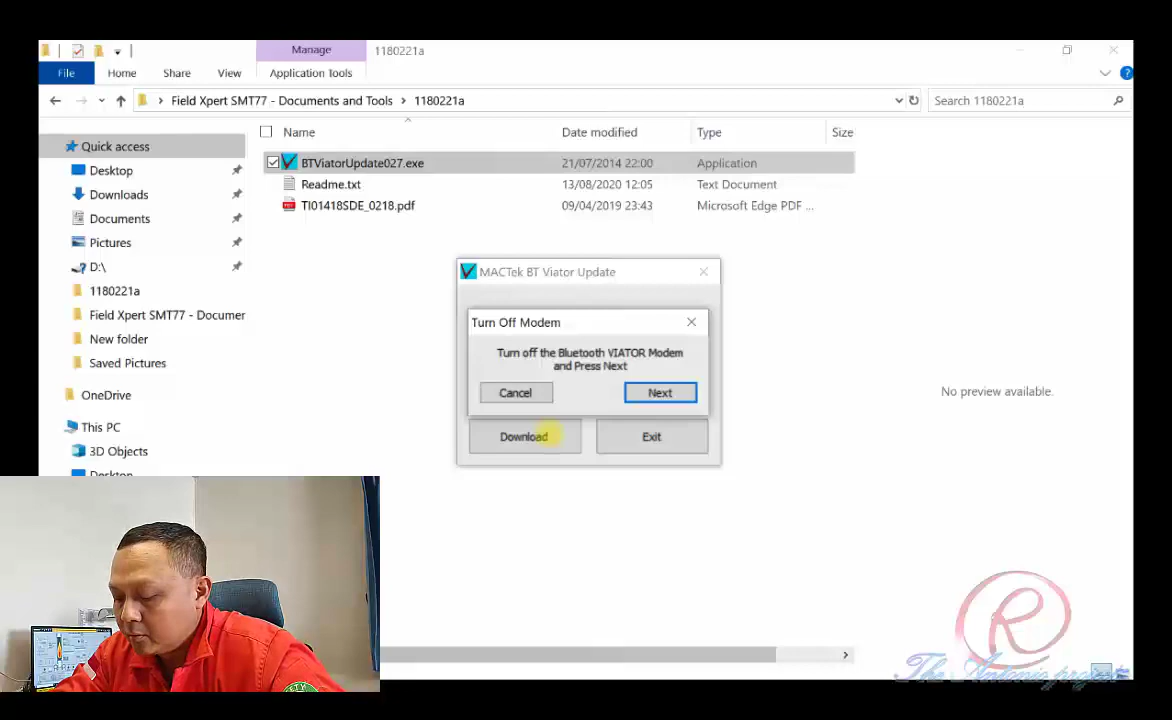 Manage
1180221a
File
Home
Share
View
Application Tools
Field Xpert SMT77 - Documents and Tools
1180221a
Search 1180221a
Name
Date modified
Type
Size
Quick access
Desktop
Downloads
Documents
Pictures
D:\
1180221a
Field Xpert SMT77 - Documer
New folder
Saved Pictures
OneDrive
This PC
3D Objects
Desktop
BTViatorUpdate027.exe
21/07/2014 22:00
Application
Readme.txt
13/08/2020 12:05
Text Document
TI01418SDE_0218.pdf
09/04/2019 23:43
Microsoft Edge PDF ...
MACTek BT Viator Update
Turn Off Modem
Turn off the Bluetooth VIATOR Modem
and Press Next
Cancel
Next
Download
Exit
No preview available.
R
The Antonio project